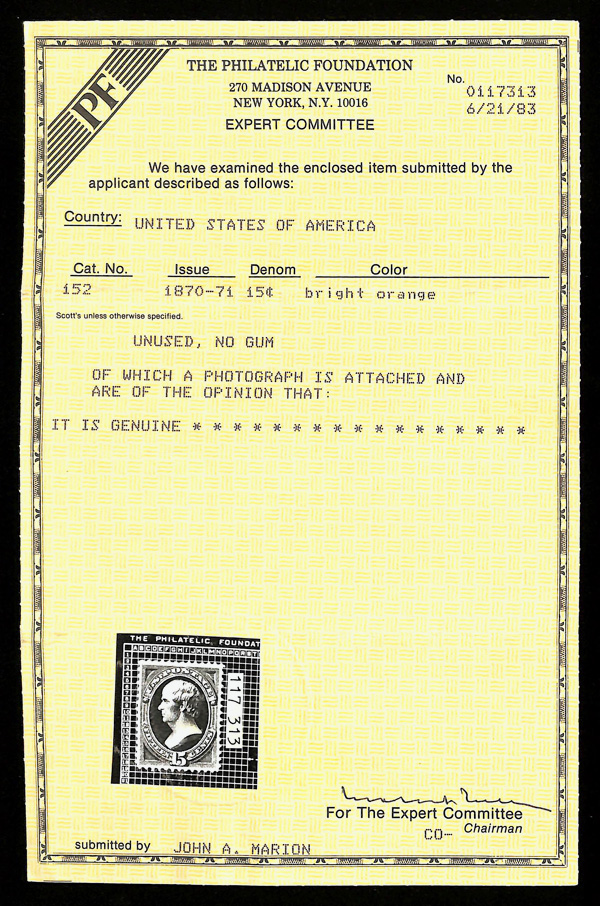 PF
THE PHILATELIC FOUNDATION
270 MADISON AVENUE
NEW YORK, N.Y. 10016
EXPERT COMMITTEE
No.
0117313
6/21/83
We have examined the enclosed item submitted by the
applicant described as follows:
Country: UNITED STATES OF AMERICA
Cat. No. Issue Denom Color
152 1870-71 15¢ bright orange
Scott's unless otherwise specified.
UNUSED, NO GUM
OF WHICH A PHOTOGRAPH IS ATTACHED AND
ARE OF THE OPINION THAT:
IT IS GENUINE * * * * * * * * * * * * * * * * * *
THE PHILATELIC FOUNDAT
ABCDEFGHIJKLMNOPQRST
U.S. POSTAGE
117 313
15
For The Expert Committee
CO- Chairman
submitted by JOHN A. MARION